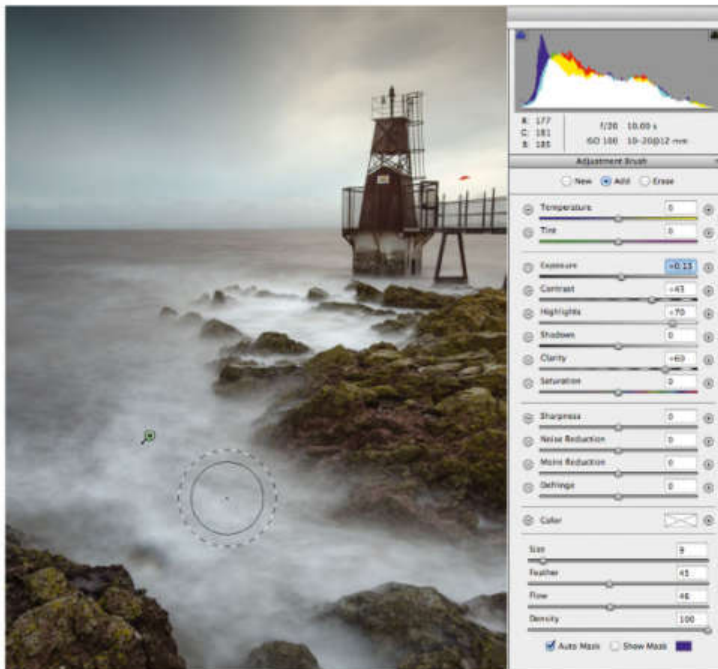 R: 177
G: 181
B: 185
f/20 10.00 s
ISO 100 10-20@12 mm
Adjustment Brush
New Add Erase
Temperature 0
Tint 0
Exposure +0.15
Contrast +43
Highlights +70
Shadows 0
Clarity +60
Saturation 0
Sharpness 0
Noise Reduction 0
Moire Reduction 0
Defringe 0
Color
Size 9
Feather 45
Flow 46
Density 100
Auto Mask Show Mask